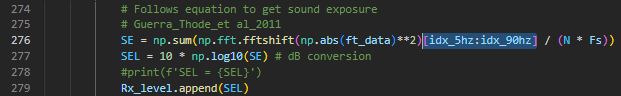 274 # Follows equation to get sound exposure
275 # Guerra_Thode_et al_2011
276 SE = np.sum(np.fft.fftshift(np.abs(ft_data)**2)[idx_5hz:idx_90hz] / (N * Fs))
277 SEL = 10 * np.log10(SE) # dB conversion
278 #print(f'SEL = {SEL}')
279 Rx_level.append(SEL)